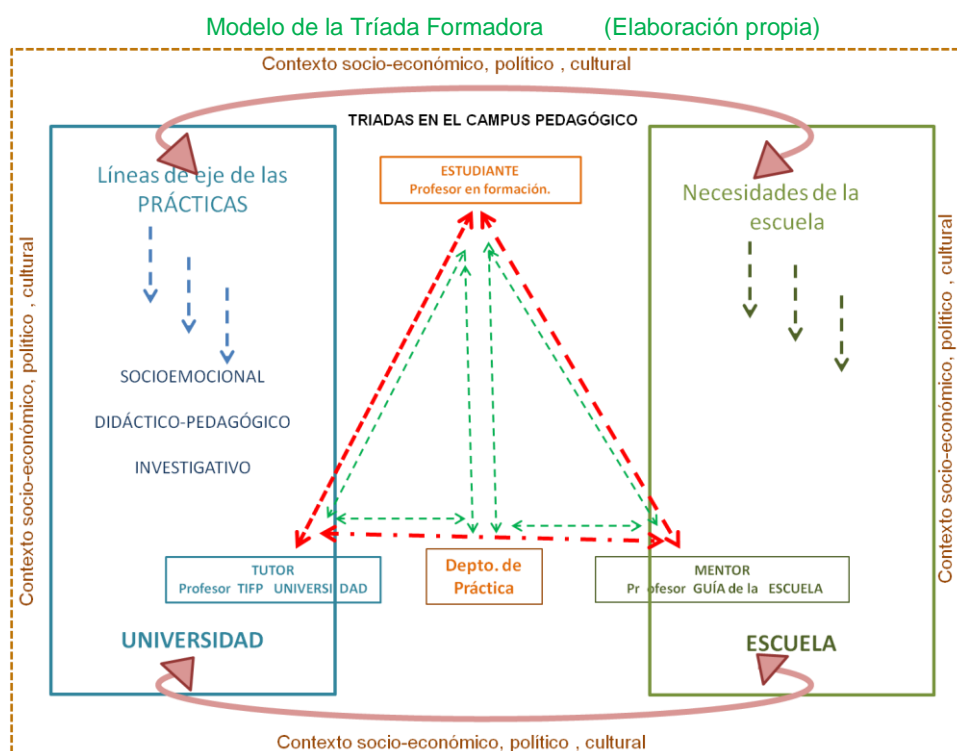 Modelo de la Tríada Formadora (Elaboración propia)
Contexto socio-económico, político , cultural
TRIADAS EN EL CAMPUS PEDAGÓGICO
Líneas de eje de las
PRÁCTICAS
ESTUDIANTE
Profesor en formación.
Necesidades de la
escuela
Contexto socio-económico, político , cultural
Contexto socio-económico, político , cultural
SOCIOEMOCIONAL
DIDÁCTICO-PEDAGÓGICO
INVESTIGATIVO
TUTOR
Profesor TIFP UNIVERSIDAD
Depto. de
Práctica
MENTOR
Pr ofesor GUÍA de la ESCUELA
UNIVERSIDAD
ESCUELA
Contexto socio-económico, político , cultural